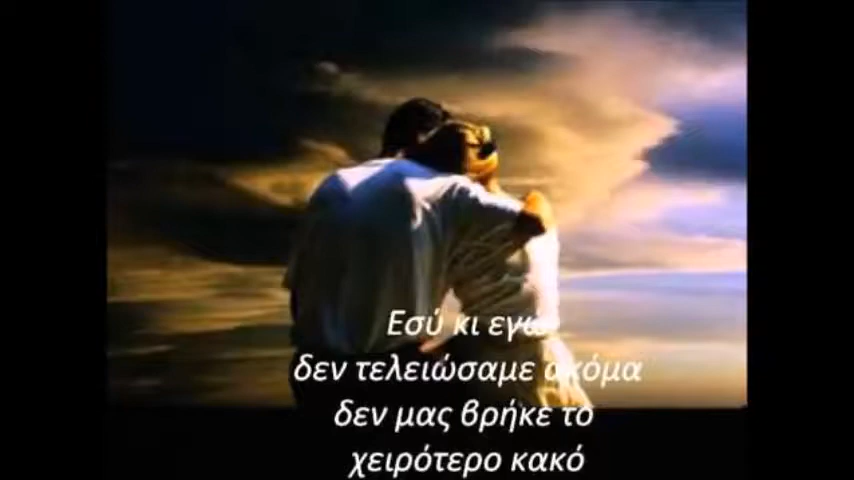 Εσύ κι εγώ
δεν τελειώσαμε ακόμα
δεν μας βρήκε το
χειρότερο κακό